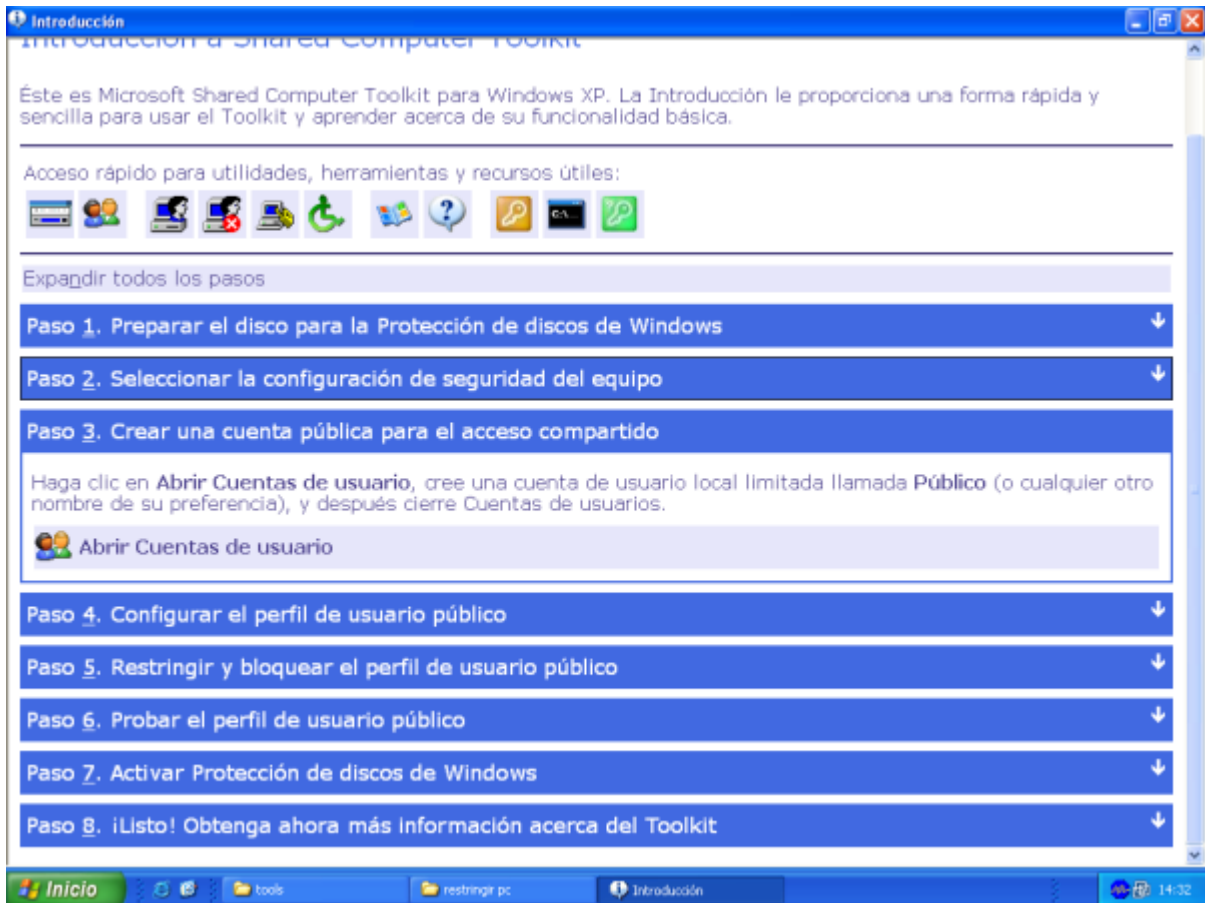 Introducción
Introducción a Shared Computer Toolkit
Éste es Microsoft Shared Computer Toolkit para Windows XP. La Introducción le proporciona una forma rápida y
sencilla para usar el Toolkit y aprender acerca de su funcionalidad básica.
Acceso rápido para utilidades, herramientas y recursos útiles:
C:\...
Expandir todos los pasos
Paso 1. Preparar el disco para la Protección de discos de Windows
Paso 2. Seleccionar la configuración de seguridad del equipo
Paso 3. Crear una cuenta pública para el acceso compartido
Haga clic en Abrir Cuentas de usuario, cree una cuenta de usuario local limitada llamada Público (o cualquier otro
nombre de su preferencia), y después cierre Cuentas de usuarios.
Abrir Cuentas de usuario
Paso 4. Configurar el perfil de usuario público
Paso 5. Restringir y bloquear el perfil de usuario público
Paso 6. Probar el perfil de usuario público
Paso 7. Activar Protección de discos de Windows
Paso 8. ¡Listo! Obtenga ahora más información acerca del Toolkit
Inicio tools restringir pc Introducción 14:32